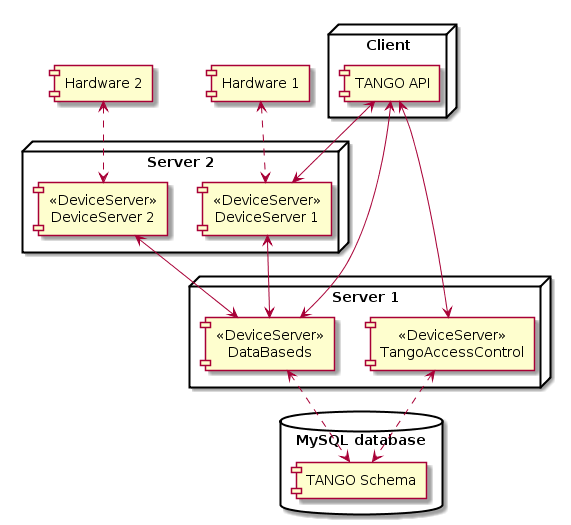 Client
Hardware 2
Hardware 1
TANGO API
Server 2
«DeviceServer»
DeviceServer 2
«DeviceServer»
DeviceServer 1
Server 1
«DeviceServer»
DataBaseds
«DeviceServer»
TangoAccessControl
MySQL database
TANGO Schema